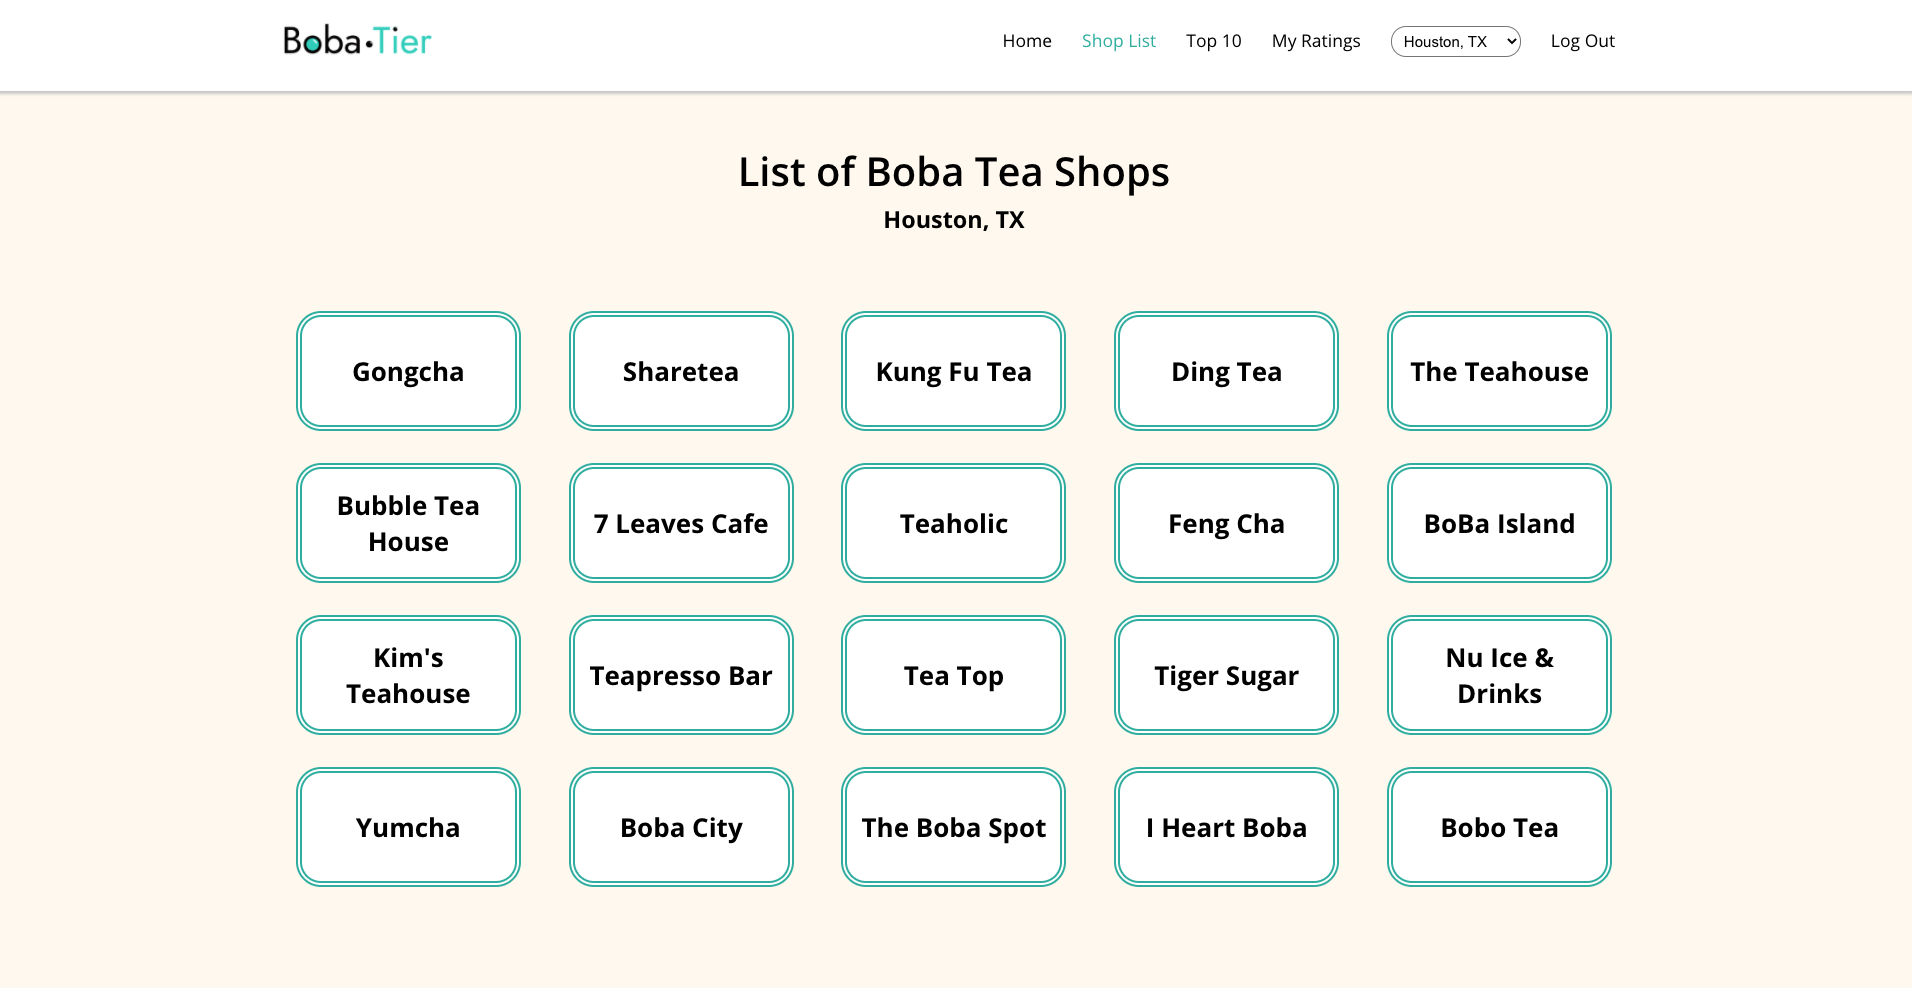 Boba•Tier
Home
Shop List
Top 10
My Ratings
Houston, TX
Log Out
List of Boba Tea Shops
Houston, TX
Gongcha
Sharetea
Kung Fu Tea
Ding Tea
The Teahouse
Bubble Tea
House
7 Leaves Cafe
Teaholic
Feng Cha
BoBa Island
Kim's
Teahouse
Teapresso Bar
Tea Top
Tiger Sugar
Nu Ice &
Drinks
Yumcha
Boba City
The Boba Spot
I Heart Boba
Bobo Tea